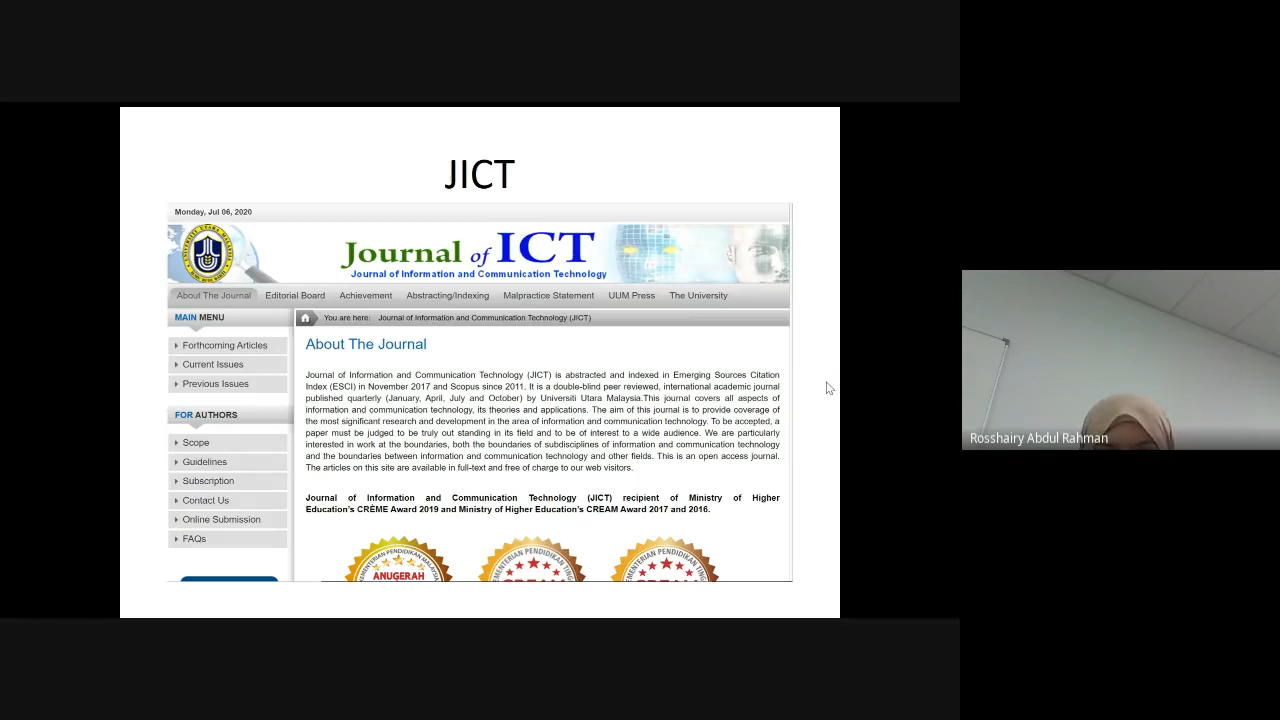 JICT
Monday, Jul 06, 2020
UNIVERSITI UTARA MALAYSIA
Journal of ICT
Journal of Information and Communication Technology
About The Journal Editorial Board Achievement Abstracting/Indexing Malpractice Statement UUM Press The University
MAIN MENU
Forthcoming Articles
Current Issues
Previous Issues
FOR AUTHORS
Scope
Guidelines
Subscription
Contact Us
Online Submission
FAQs
You are here: Journal of Information and Communication Technology (JICT)
About The Journal
Journal of Information and Communication Technology (JICT) is abstracted and indexed in Emerging Sources Citation
Index (ESCI) in November 2017 and Scopus since 2011. It is a double-blind peer reviewed, international academic journal
published quarterly (January, April, July and October) by Universiti Utara Malaysia.This journal covers all aspects of
information and communication technology, its theories and applications. The aim of this journal is to provide coverage of
the most significant research and development in the area of information and communication technology. To be accepted, a
paper must be judged to be truly out standing in its field and to be of interest to a wide audience. We are particularly
interested in work at the boundaries, both the boundaries of subdisciplines of information and communication technology
and the boundaries between information and communication technology and other fields. This is an open access journal.
The articles on this site are available in full-text and free of charge to our web visitors.
Journal of Information and Communication Technology (JICT) recipient of Ministry of Higher
Education's CRÈME Award 2019 and Ministry of Higher Education's CREAM Award 2017 and 2016.
KEMENTERIAN PENDIDIKAN MALAYSIA
ANUGERAH
KEMENTERIAN PENDIDIKAN TINGGI
KEMENTERIAN PENDIDIKAN TINGGI
Rosshairy Abdul Rahman